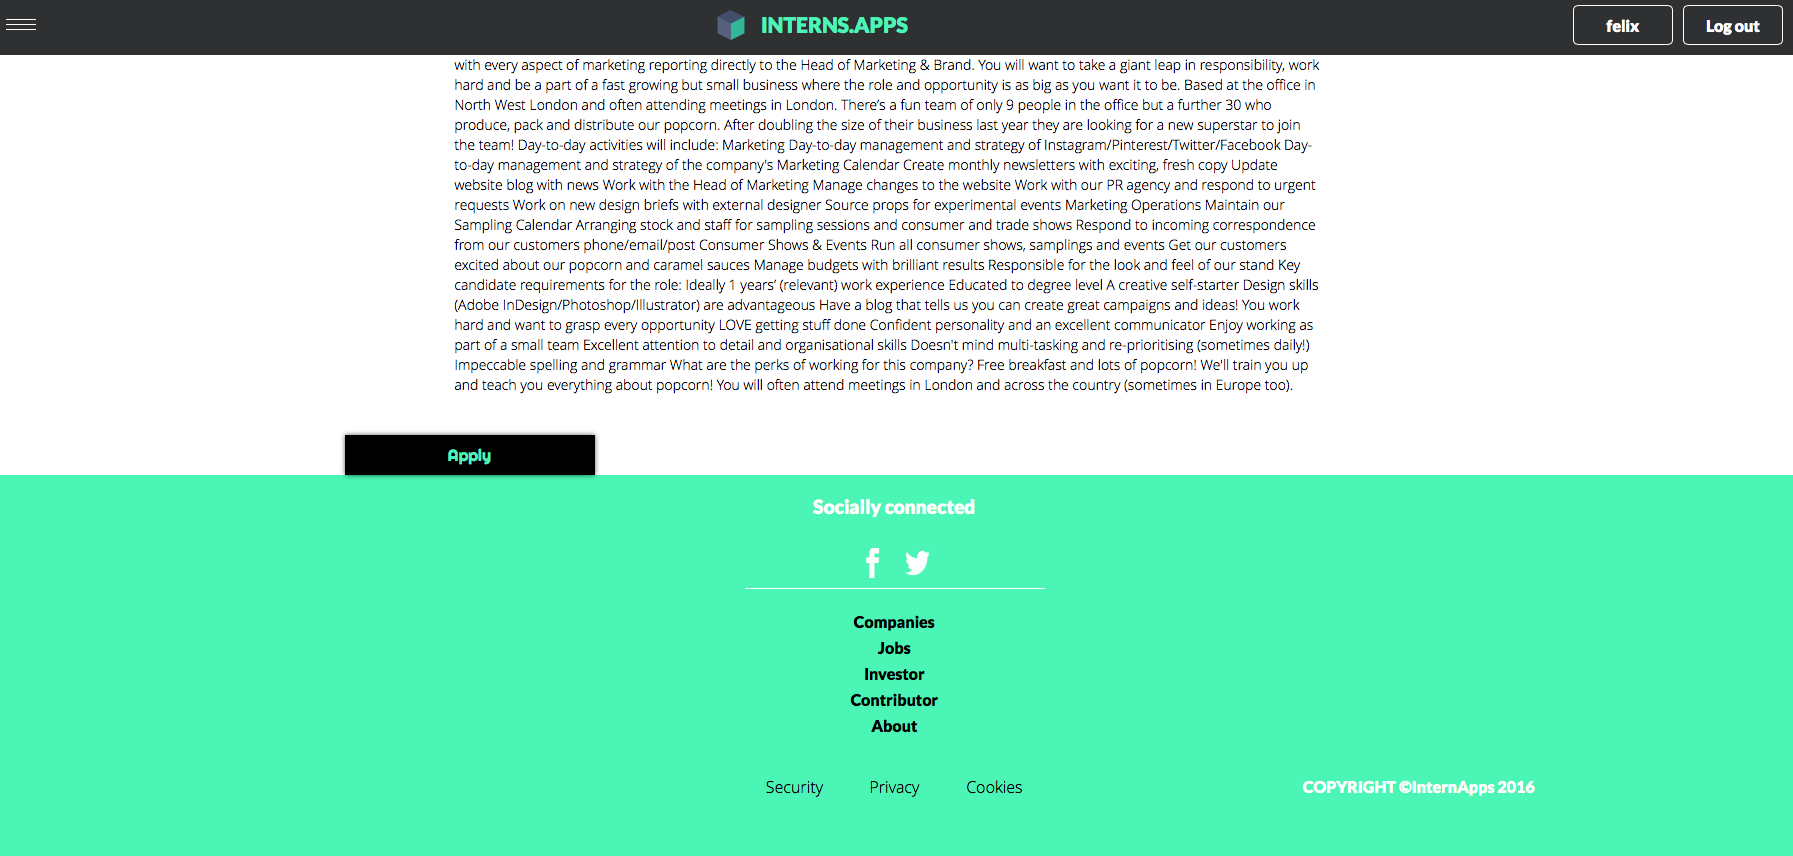 INTERNS.APPS
felix
Log out
with every aspect of marketing reporting directly to the Head of Marketing & Brand. You will want to take a giant leap in responsibility, work
hard and be a part of a fast growing but small business where the role and opportunity is as big as you want it to be. Based at the office in
North West London and often attending meetings in London. There’s a fun team of only 9 people in the office but a further 30 who
produce, pack and distribute our popcorn. After doubling the size of their business last year they are looking for a new superstar to join
the team! Day-to-day activities will include: Marketing Day-to-day management and strategy of Instagram/Pinterest/Twitter/Facebook Day-
to-day management and strategy of the company's Marketing Calendar Create monthly newsletters with exciting, fresh copy Update
website blog with news Work with the Head of Marketing Manage changes to the website Work with our PR agency and respond to urgent
requests Work on new design briefs with external designer Source props for experimental events Marketing Operations Maintain our
Sampling Calendar Arranging stock and staff for sampling sessions and consumer and trade shows Respond to incoming correspondence
from our customers phone/email/post Consumer Shows & Events Run all consumer shows, samplings and events Get our customers
excited about our popcorn and caramel sauces Manage budgets with brilliant results Responsible for the look and feel of our stand Key
candidate requirements for the role: Ideally 1 years’ (relevant) work experience Educated to degree level A creative self-starter Design skills
(Adobe InDesign/Photoshop/Illustrator) are advantageous Have a blog that tells us you can create great campaigns and ideas! You work
hard and want to grasp every opportunity LOVE getting stuff done Confident personality and an excellent communicator Enjoy working as
part of a small team Excellent attention to detail and organisational skills Doesn't mind multi-tasking and re-prioritising (sometimes daily!)
Impeccable spelling and grammar What are the perks of working for this company? Free breakfast and lots of popcorn! We'll train you up
and teach you everything about popcorn! You will often attend meetings in London and across the country (sometimes in Europe too).
Apply
Socially connected
Companies
Jobs
Investor
Contributor
About
Security
Privacy
Cookies
COPYRIGHT ©InternApps 2016